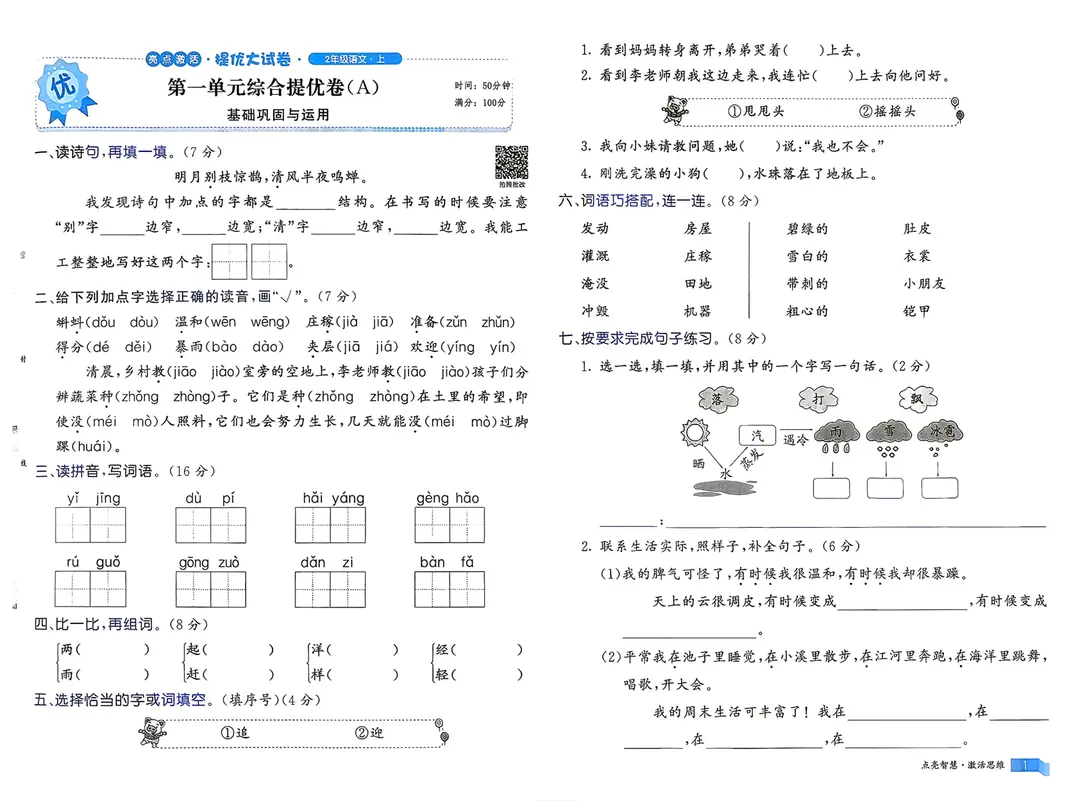 亮点激活·提优大试卷·2年级语文·上
优
第一单元综合提优卷(A)
基础巩固与运用
时间:50分钟
满分:100分
一、读诗句,再填一填。(7分)
拍照批改
明月别枝惊鹊,清风半夜鸣蝉。
我发现诗句中加点的字都是________结构。在书写的时候要注意
“别”字______边窄,______边宽;“清”字______边窄,______边宽。我能工
工整整地写好这两个字:
。
二、给下列加点字选择正确的读音,画“√”。(7分)
蝌蚪(dǒu dòu) 温和(wēn wēng) 庄稼(jià jiā) 准备(zǔn zhǔn)
得分(dé děi) 暴雨(bào dào) 夹层(jiā jiá) 欢迎(yíng yín)
清晨,乡村教(jiāo jiào)室旁的空地上,李老师教(jiāo jiào)孩子们分
辨蔬菜种(zhǒng zhòng)子。它们是种(zhǒng zhòng)在土里的希望,即
使没(méi mò)人照料,它们也会努力生长,几天就能没(méi mò)过脚
踝(huái)。
三、读拼音,写词语。(16分)
yǐ jīng dù pí hǎi yáng gèng hǎo
rú guǒ gōng zuò dǎn zi bàn fǎ
四、比一比,再组词。(8分)
两( ) 起( ) 洋( ) 经( )
雨( ) 赶( ) 样( ) 轻( )
五、选择恰当的字或词填空。(填序号)(4分)
①追 ②迎
1. 看到妈妈转身离开,弟弟哭着( )上去。
2. 看到李老师朝我这边走来,我连忙( )上去向他问好。
①甩甩头 ②摇摇头
3. 我向小妹请教问题,她( )说:“我也不会。”
4. 刚洗完澡的小狗( ),水珠落在了地板上。
六、词语巧搭配,连一连。(8分)
发动 房屋 碧绿的 肚皮
灌溉 庄稼 雪白的 衣裳
淹没 田地 带刺的 小朋友
冲毁 机器 粗心的 铠甲
七、按要求完成句子练习。(8分)
1. 选一选,填一填,并用其中的一个字写一句话。(2分)
落 打 飘
汽 遇冷 雨 雪 冰雹
晒 水 蒸发
______:____________
2. 联系生活实际,照样子,补全句子。(6分)
(1)我的脾气可怪了,有时候我很温和,有时候我却很暴躁。
天上的云很调皮,有时候变成____________,有时候变成
____________。
(2)平常我在池子里睡觉,在小溪里散步,在江河里奔跑,在海洋里跳舞,
唱歌,开大会。
我的周末生活可丰富了!我在____________,在______
______,在____________,在____________。
点亮智慧·激活思维 1
封
线